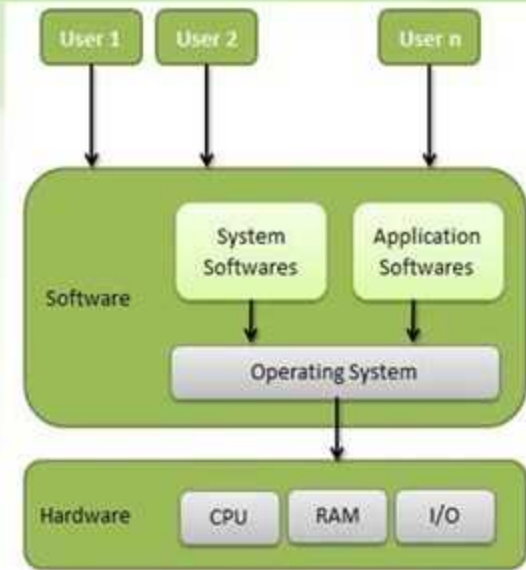 User 1
User 2
User n
System
Softwares
Application
Softwares
Software
Operating System
Hardware
CPU
RAM
I/O